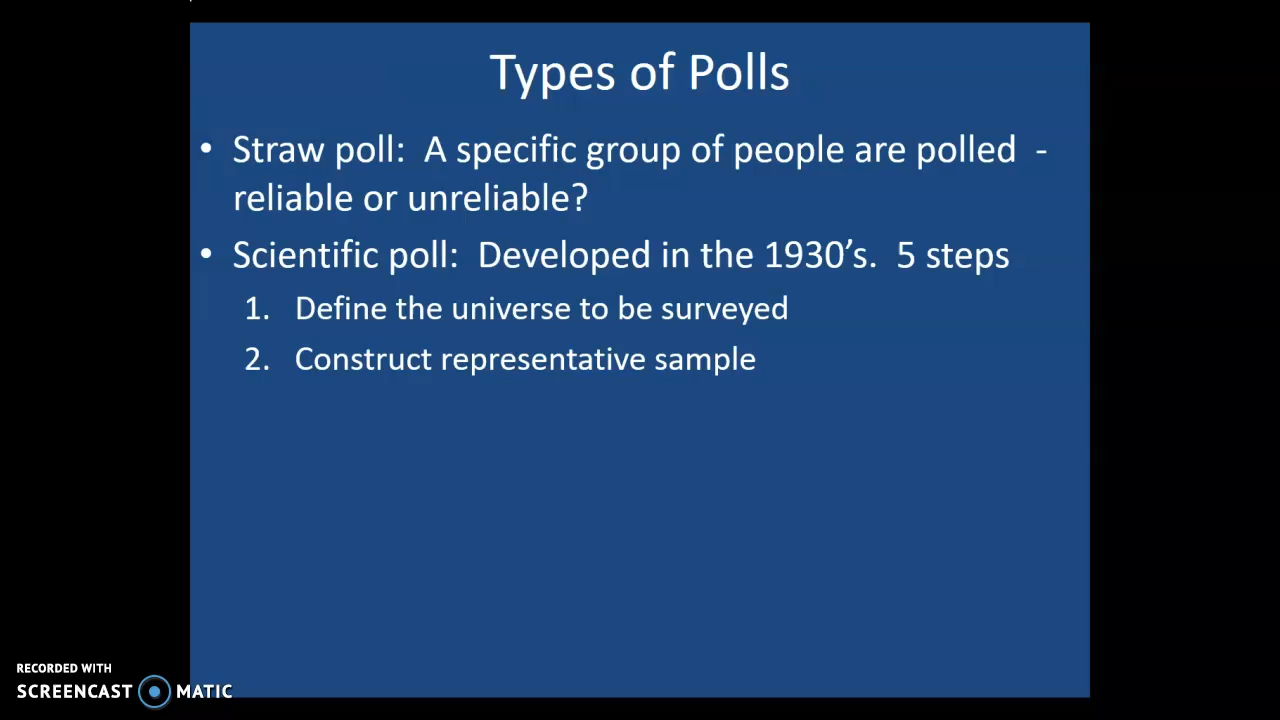 Types of Polls
• Straw poll:  A specific group of people are polled  -
reliable or unreliable?
• Scientific poll:  Developed in the 1930’s.  5 steps
1. Define the universe to be surveyed
2. Construct representative sample
RECORDED WITH
SCREENCAST MATIC